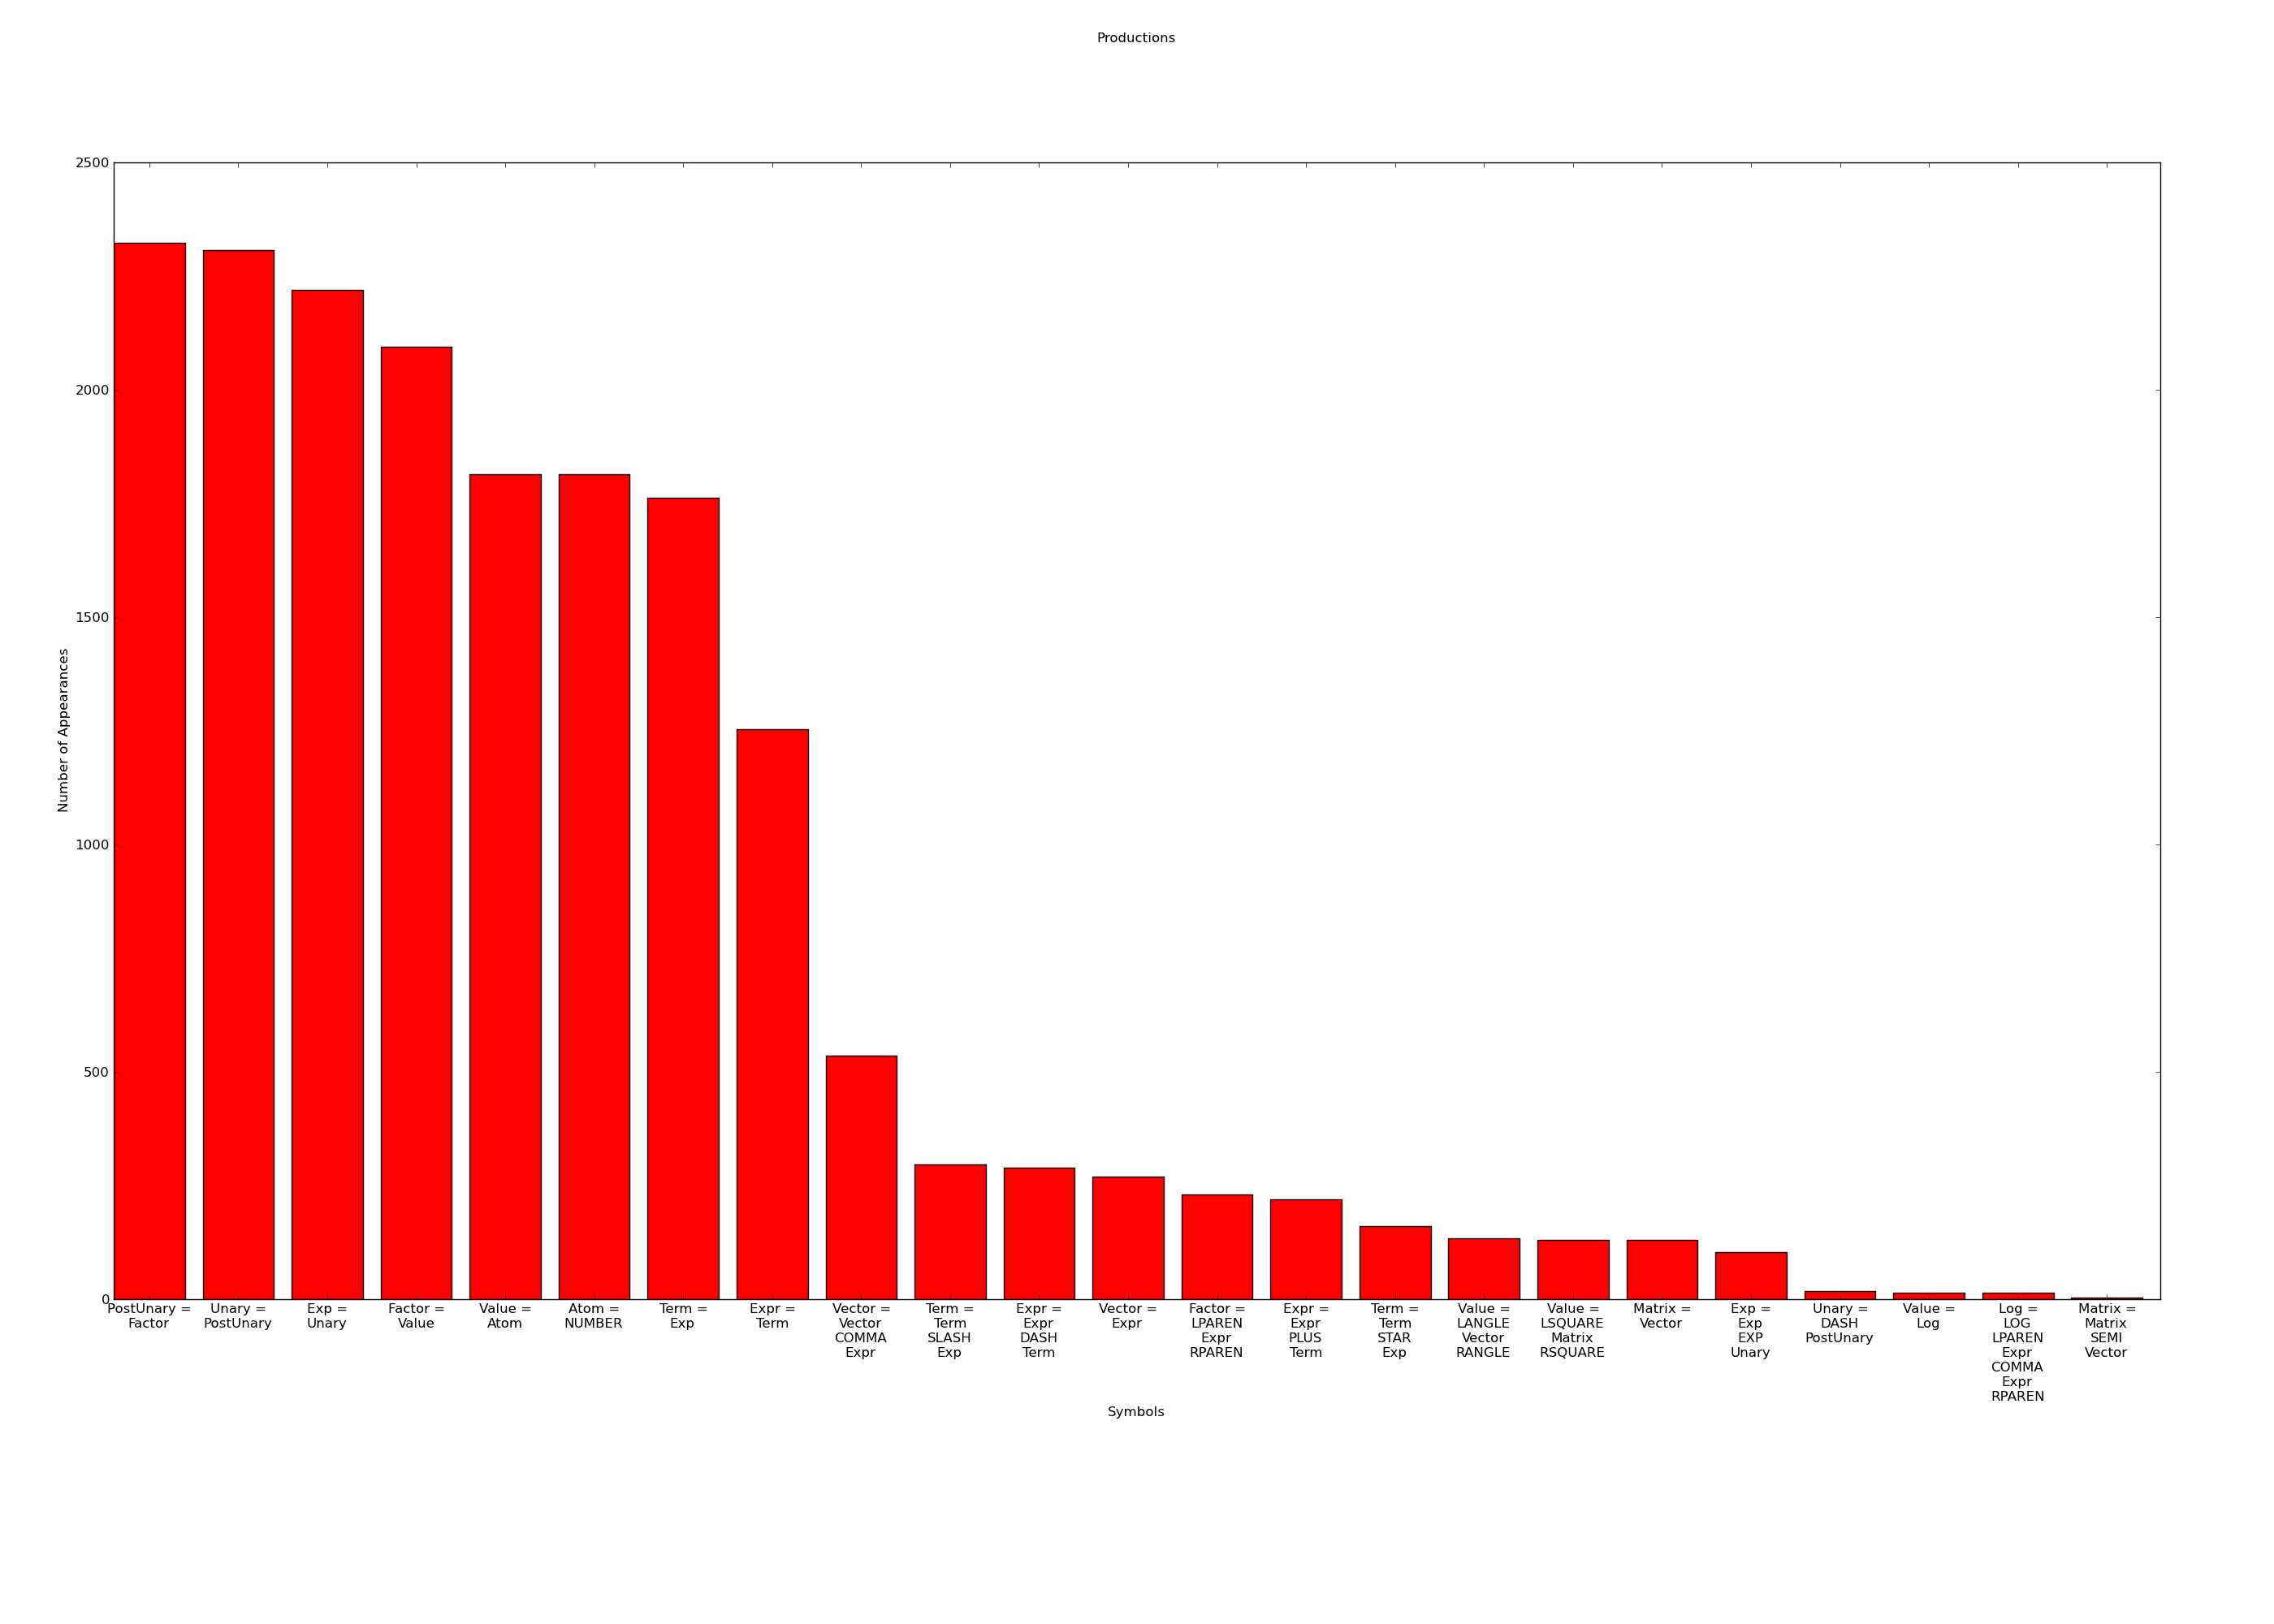 Productions
2500
2000
1500
1000
500
0
Number of Appearances
PostUnary =
Factor
Unary =
PostUnary
Exp =
Unary
Factor =
Value
Value =
Atom
Atom =
NUMBER
Term =
Exp
Expr =
Term
Vector =
Vector
COMMA
Expr
Term =
Term
SLASH
Exp
Expr =
Expr
DASH
Term
Vector =
Expr
Factor =
LPAREN
Expr
RPAREN
Expr =
Expr
PLUS
Term
Term =
Term
STAR
Exp
Value =
LANGLE
Vector
RANGLE
Value =
LSQUARE
Matrix
RSQUARE
Matrix =
Vector
Exp =
Exp
EXP
Unary
Unary =
DASH
PostUnary
Value =
Log
Log =
LOG
LPAREN
Expr
COMMA
Expr
RPAREN
Matrix =
Matrix
SEMI
Vector
Symbols